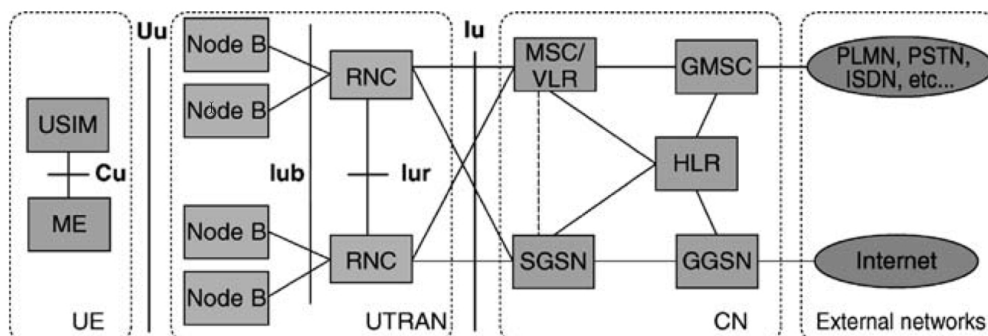 Uu
Iu
Node B
Node B
RNC
MSC/
VLR
GMSC
PLMN, PSTN,
ISDN, etc...
USIM
Cu
ME
Iub
Iur
HLR
Node B
Node B
RNC
SGSN
GGSN
Internet
UE
UTRAN
CN
External networks